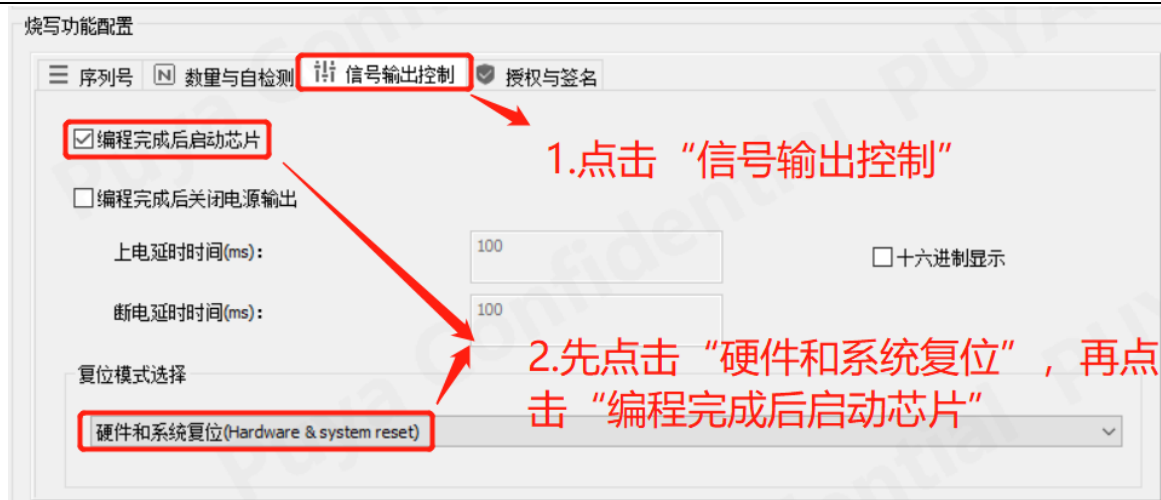 烧写功能配置
序列号 数量与自检测 信号输出控制 授权与签名
编程完成后启动芯片
1.点击“信号输出控制”
编程完成后关闭电源输出
上电延时时间(ms): 100 十六进制显示
断电延时时间(ms): 100
2.先点击“硬件和系统复位”,再点
击“编程完成后启动芯片”
复位模式选择
硬件和系统复位(Hardware & system reset)
Puya Confidential PUYA